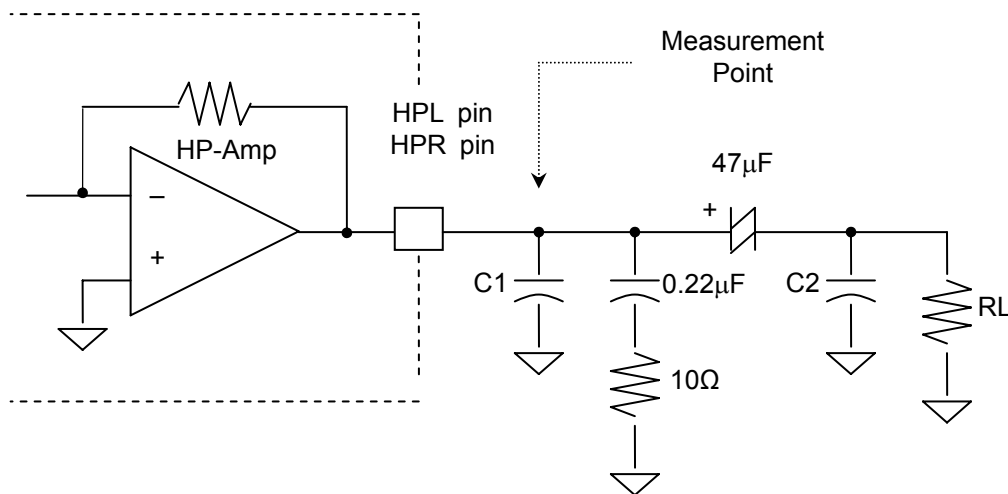 Measurement
Point
HPL pin
HPR pin
HP-Amp
47μF
+
−
+
C1
0.22μF
C2
RL
10Ω